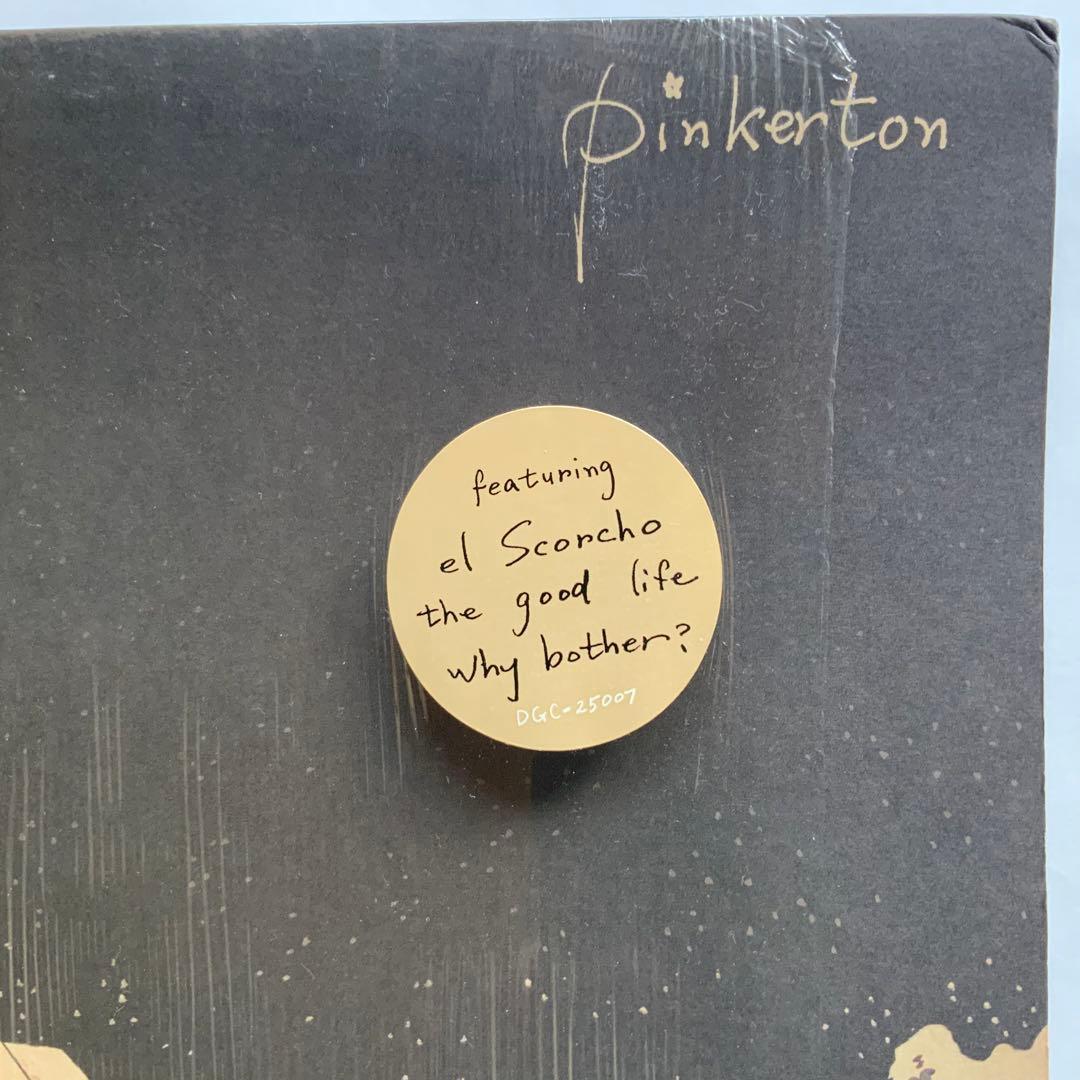 pinkerton
featuring
el Scorcho
the good life
why bother?
DGC-25007